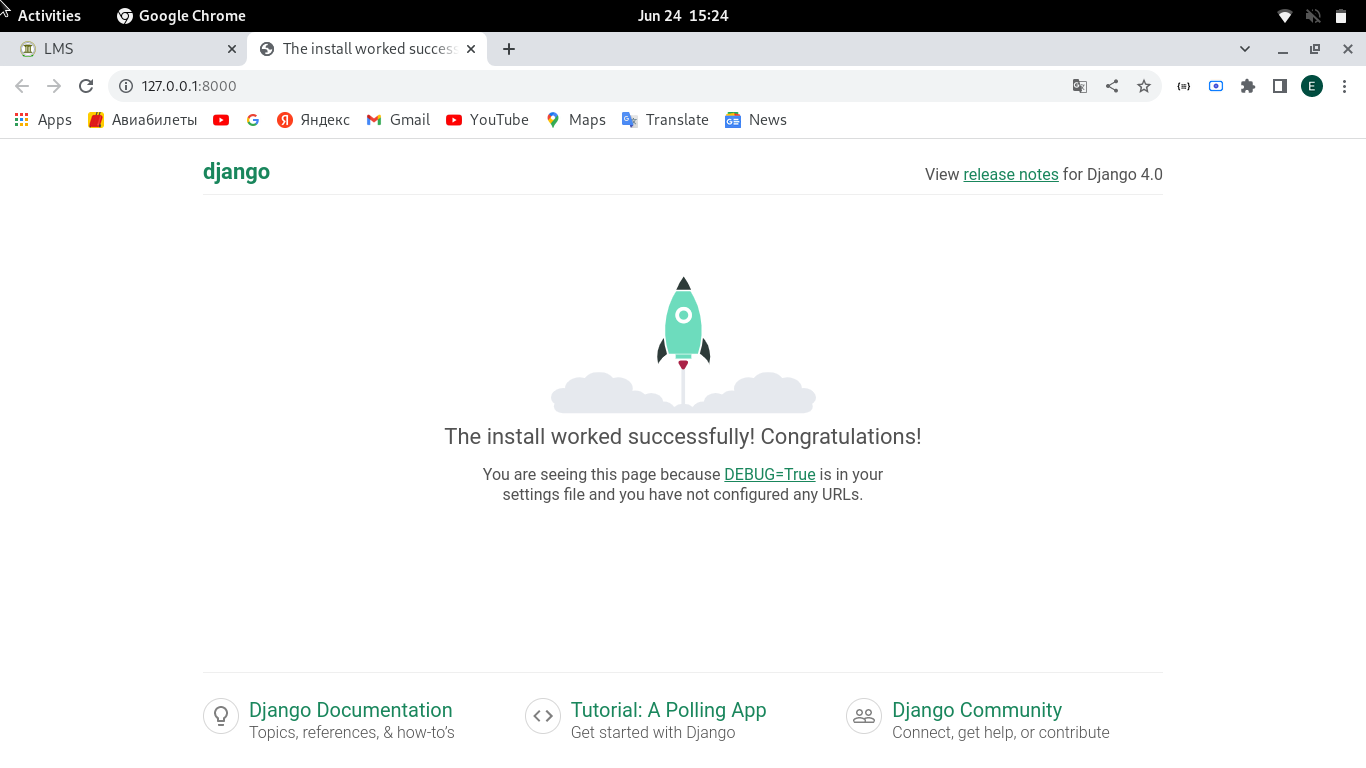 Activities
Google Chrome
Jun 24 15:24
LMS
The install worked succes
127.0.0.1:8000
{≡}
E
Apps
Авиабилеты
G
Я
Яндекс
Gmail
YouTube
Maps
Translate
News
django
View release notes for Django 4.0
The install worked successfully! Congratulations!
You are seeing this page because DEBUG=True is in your
settings file and you have not configured any URLs.
Django Documentation
Topics, references, & how-to’s
Tutorial: A Polling App
Get started with Django
Django Community
Connect, get help, or contribute